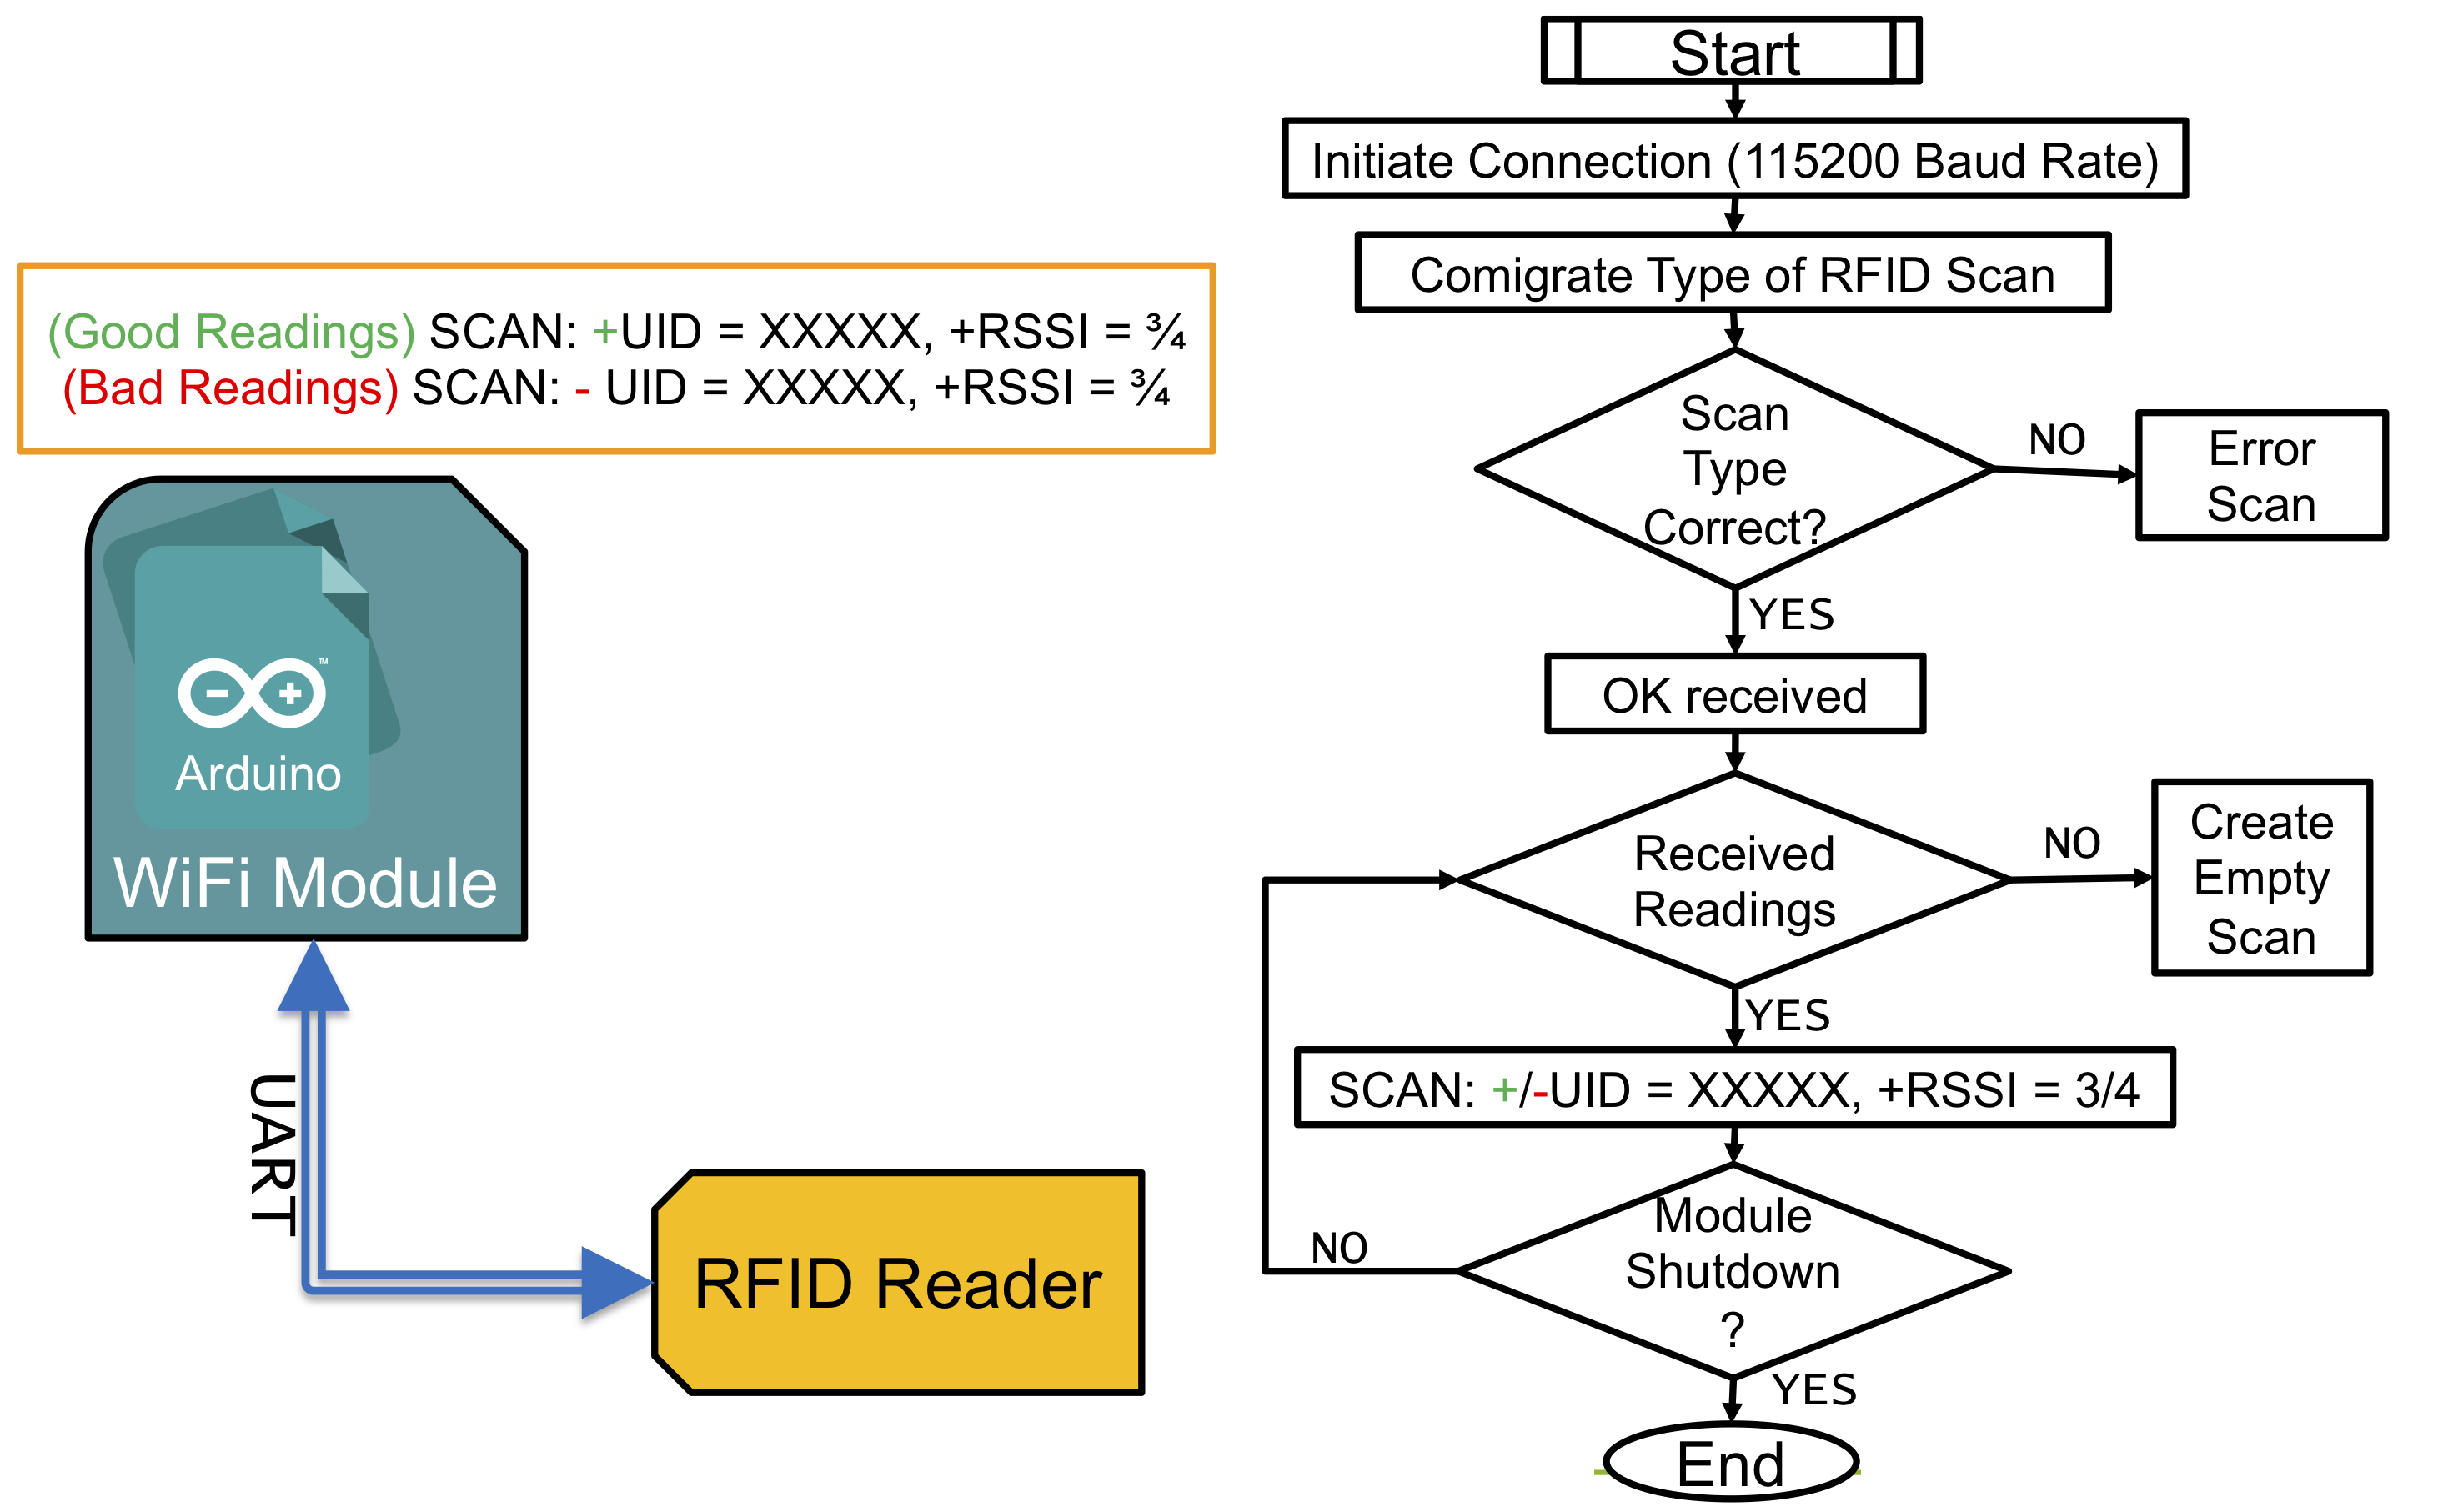 (Good Readings) SCAN: +UID = XXXXX, +RSSI = ¾
(Bad Readings) SCAN: - UID = XXXXX, +RSSI = ¾
Arduino
TM
WiFi Module
UART
RFID Reader
Start
Initiate Connection (115200 Baud Rate)
Comigrate Type of RFID Scan
Scan
Type
Correct?
NO
Error
Scan
YES
OK received
Received
Readings
NO
Create
Empty
Scan
YES
SCAN: +/-UID = XXXXX, +RSSI = 3/4
Module
Shutdown
?
NO
YES
End